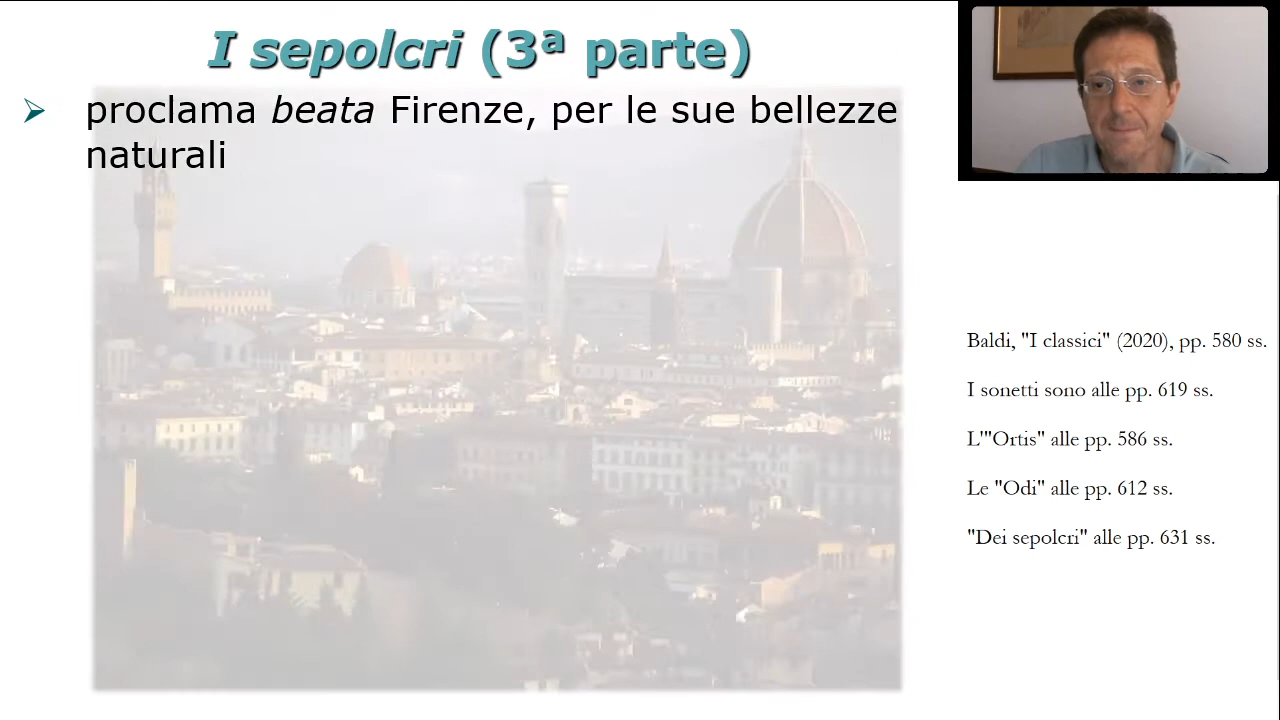 I sepolcri (3ª parte)
proclama beata Firenze, per le sue bellezze
naturali
Baldi, "I classici" (2020), pp. 580 ss.
I sonetti sono alle pp. 619 ss.
L'"Ortis" alle pp. 586 ss.
Le "Odi" alle pp. 612 ss.
"Dei sepolcri" alle pp. 631 ss.